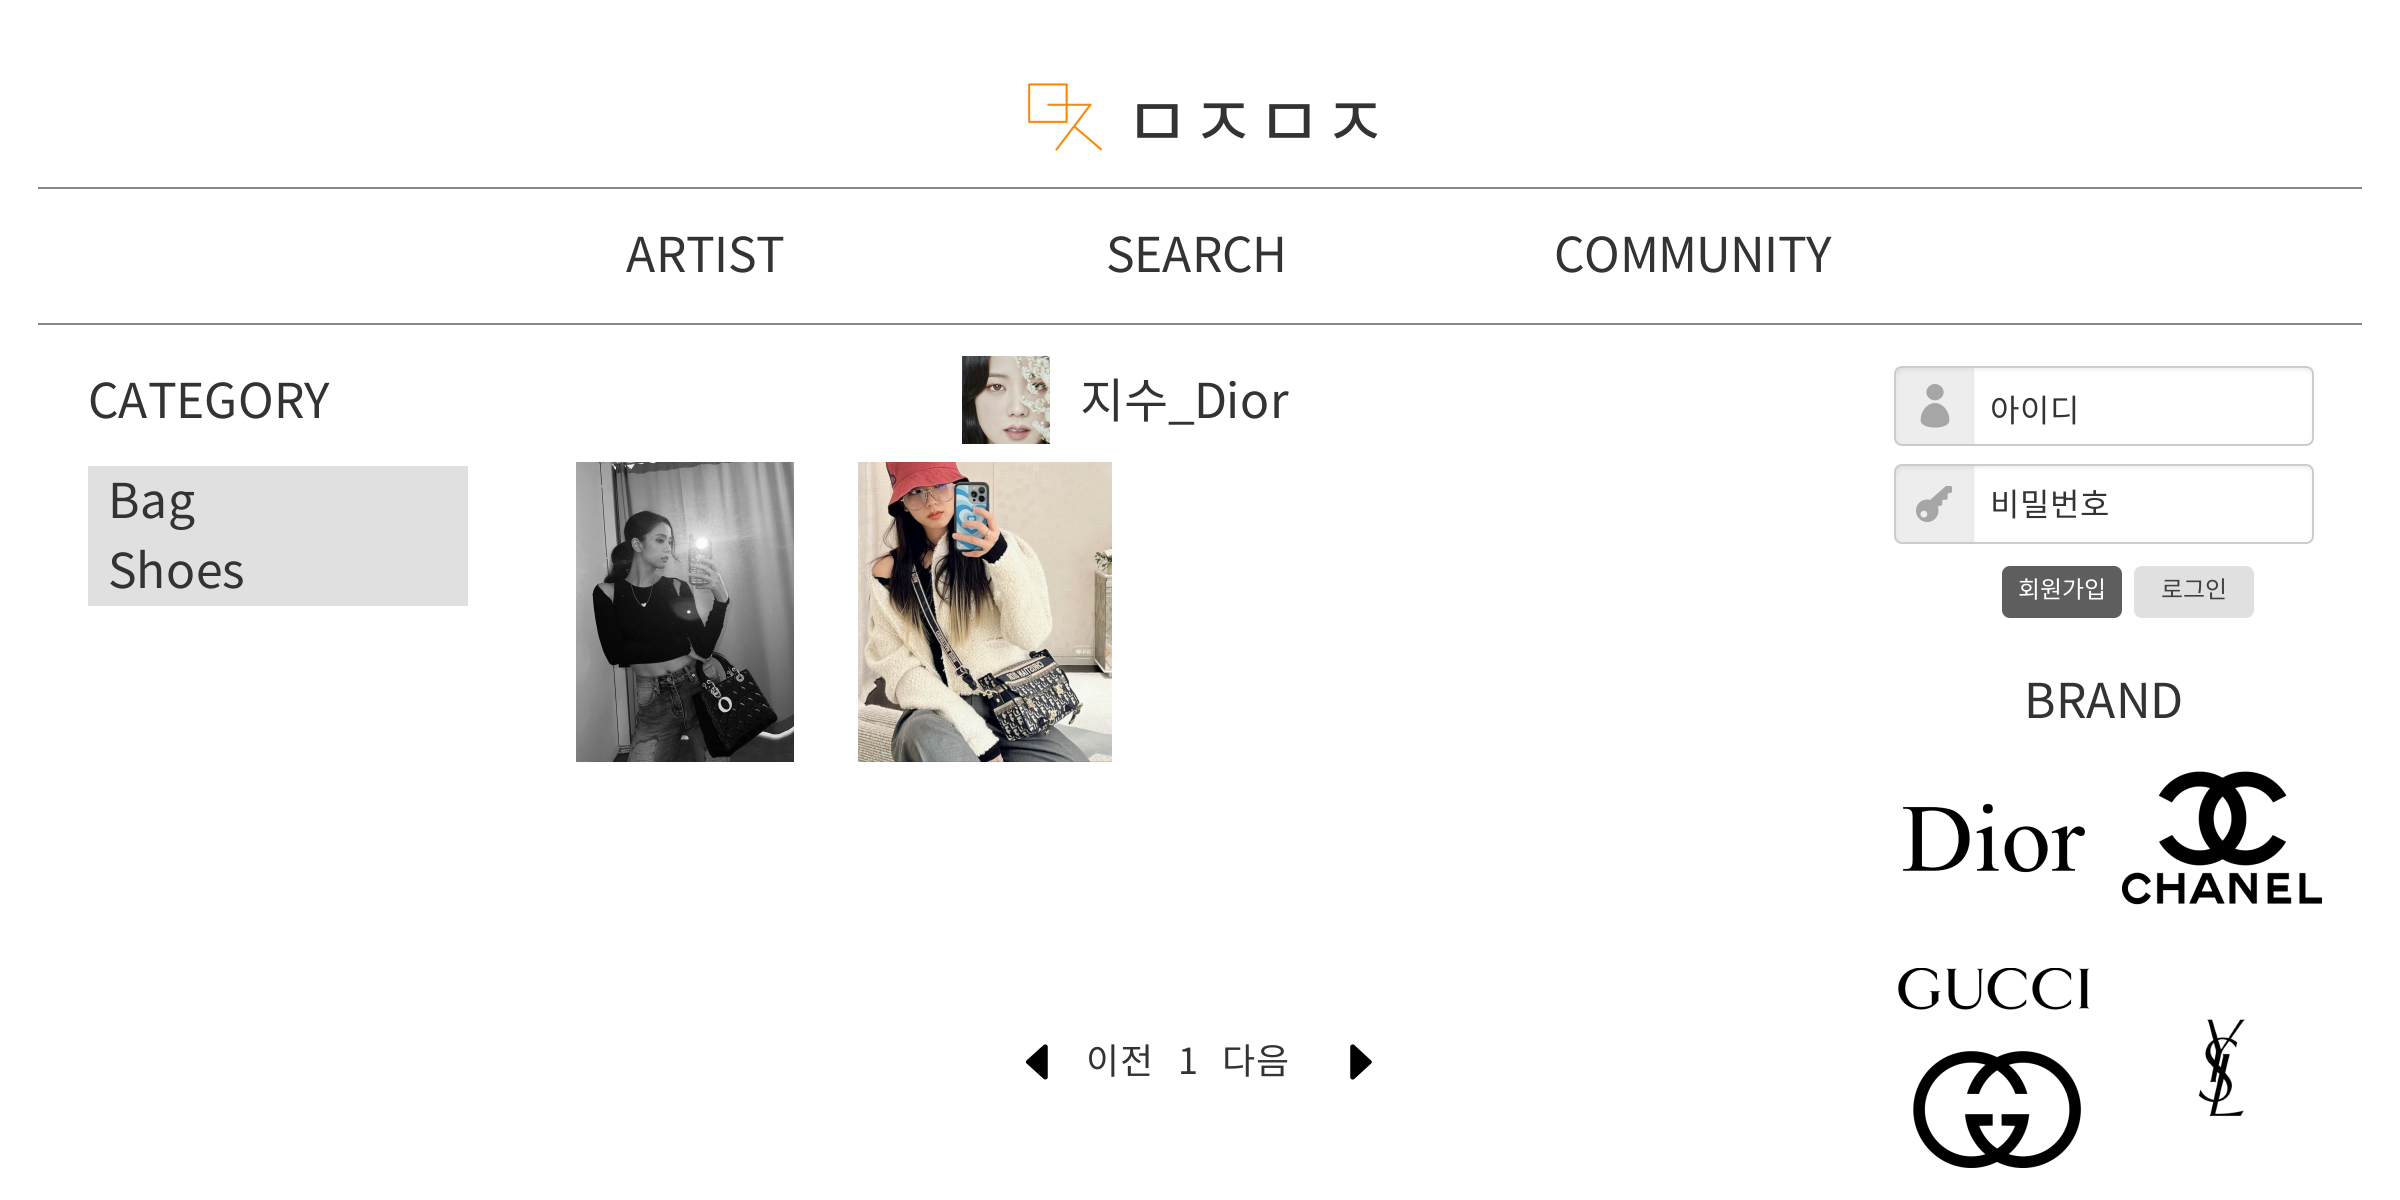 ㅁㅈㅁㅈ
ARTIST SEARCH COMMUNITY
CATEGORY
Bag
Shoes
지수_Dior
아이디
비밀번호
회원가입 로그인
BRAND
Dior
CHANEL
GUCCI
YSL
이전 1 다음